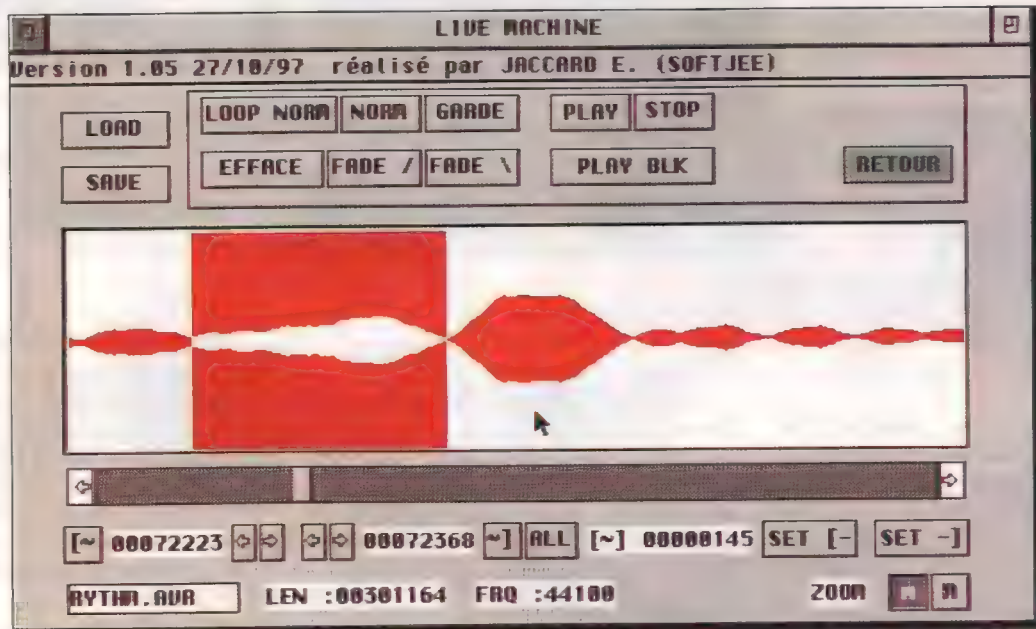 LIVE MACHINE
Version 1.05 27/10/97 réalisé par JACCARD E. (SOFTJEE)
LOAD LOOP NORM NORM GARDE PLAY STOP
SAVE EFFACE FADE / FADE \ PLAY BLK RETOUR
[~ 00072223 00072368 ~] ALL [~] 00000145 SET [- SET -]
RYTHM.AVR LEN :00301164 FRQ :44100 ZOOM